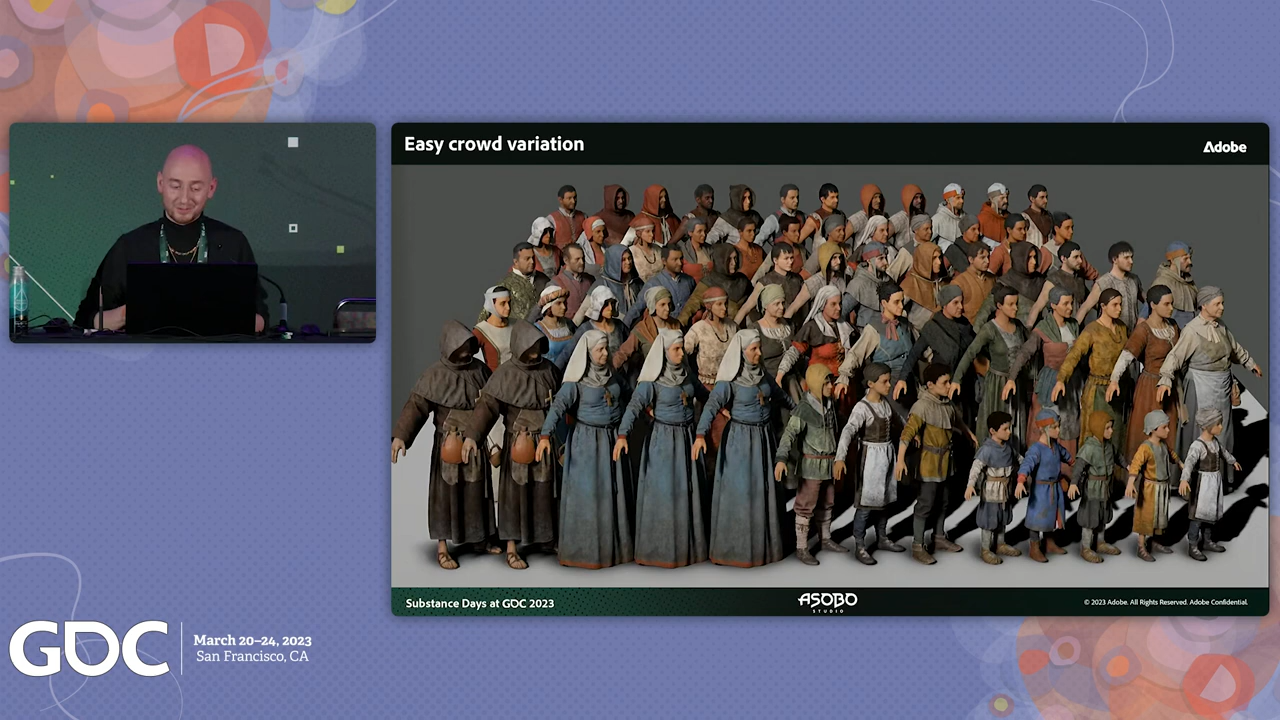 Easy crowd variation
Adobe
Substance Days at GDC 2023
ASOBO
STUDIO
© 2023 Adobe. All Rights Reserved. Adobe Confidential.
GDC
March 20–24, 2023
San Francisco, CA